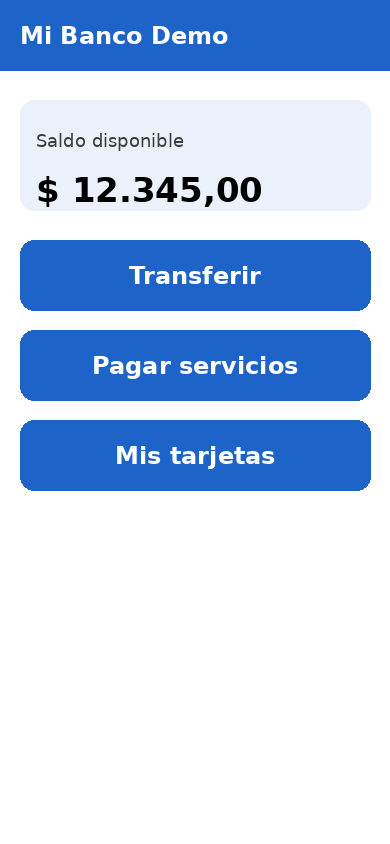 Mi Banco Demo
Saldo disponible
$ 12.345,00
Transferir
Pagar servicios
Mis tarjetas